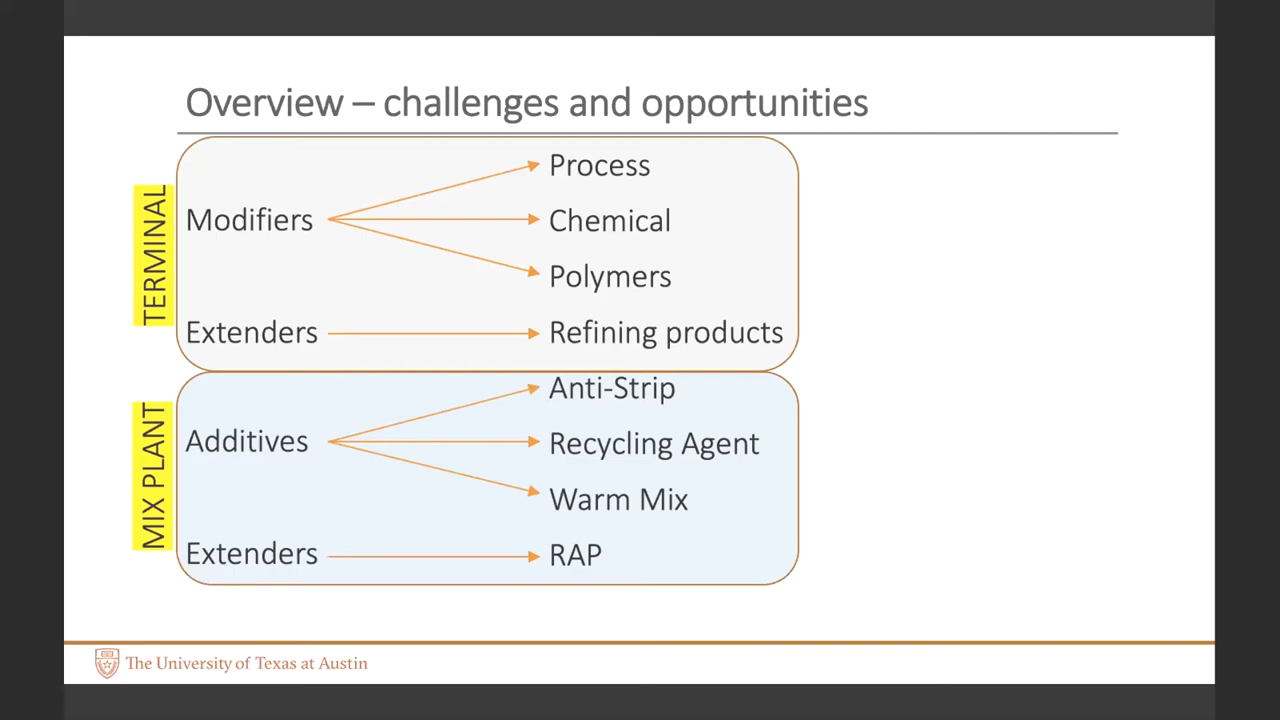 Overview – challenges and opportunities
TERMINAL
Modifiers
Process
Chemical
Polymers
Extenders
Refining products
MIX PLANT
Additives
Anti-Strip
Recycling Agent
Warm Mix
Extenders
RAP
The University of Texas at Austin